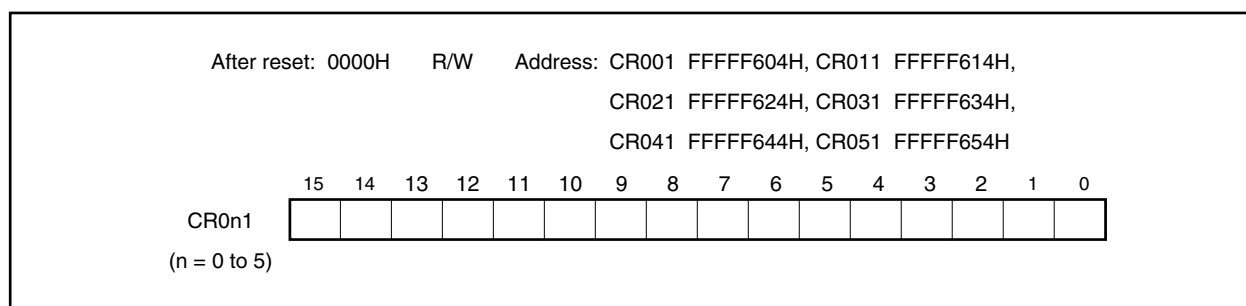 After reset: 0000H R/W Address: CR001 FFFFF604H, CR011 FFFFF614H,
CR021 FFFFF624H, CR031 FFFFF634H,
CR041 FFFFF644H, CR051 FFFFF654H
15 14 13 12 11 10 9 8 7 6 5 4 3 2 1 0
CR0n1
(n = 0 to 5)